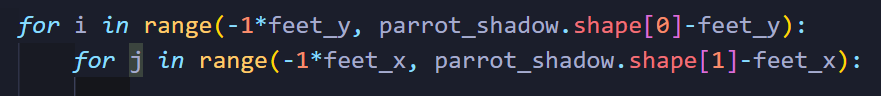 for i in range(-1*feet_y, parrot_shadow.shape[0]-feet_y):
for j in range(-1*feet_x, parrot_shadow.shape[1]-feet_x):